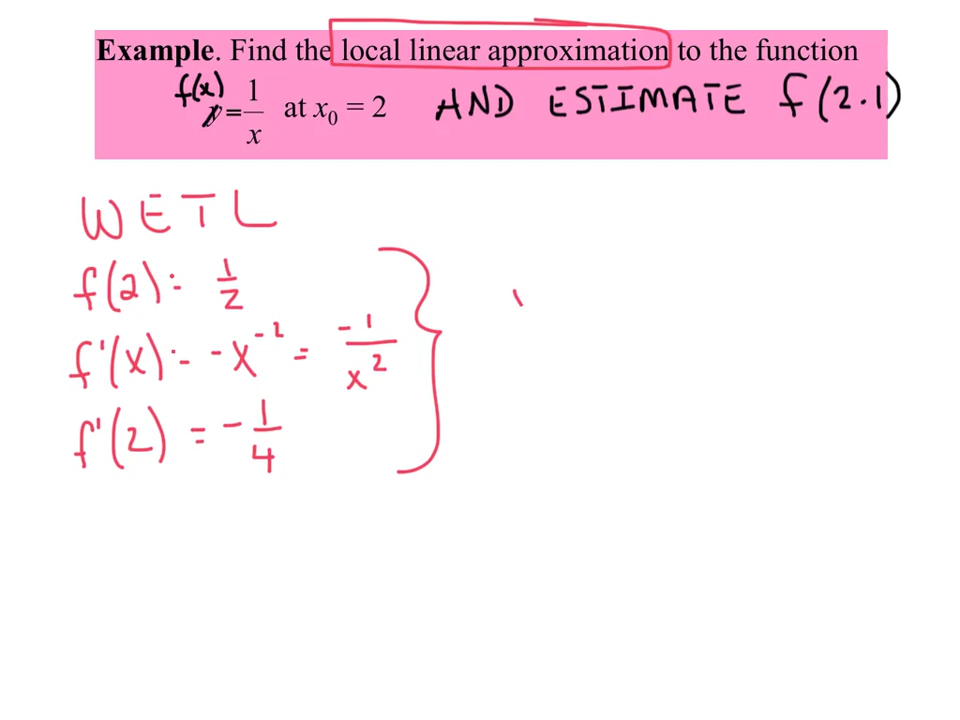 Example. Find the local linear approximation to the function
f(x)
y = 1/x at x₀ = 2 AND ESTIMATE f(2.1)
WETL
f(2) = 1/2
f'(x) = -x⁻² = -1/x²
f'(2) = -1/4